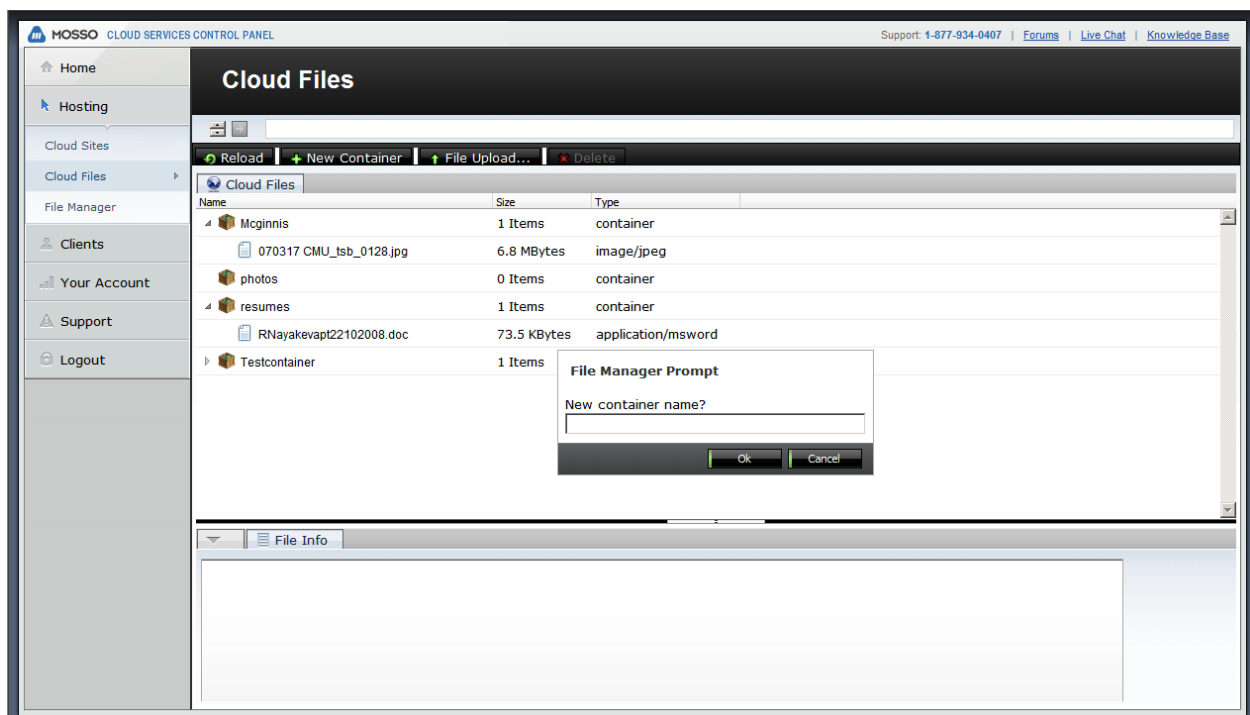 MOSSO CLOUD SERVICES CONTROL PANEL
Support: 1-877-934-0407 | Forums | Live Chat | Knowledge Base
Home
Hosting
Cloud Sites
Cloud Files
File Manager
Clients
Your Account
Support
Logout
Cloud Files
Reload New Container File Upload... Delete
Cloud Files
Name Size Type
Mcginnis 1 Items container
070317 CMU_tsb_0128.jpg 6.8 MBytes image/jpeg
photos 0 Items container
resumes 1 Items container
RNayakevapt22102008.doc 73.5 KBytes application/msword
Testcontainer 1 Items
File Manager Prompt
New container name?
Ok Cancel
File Info